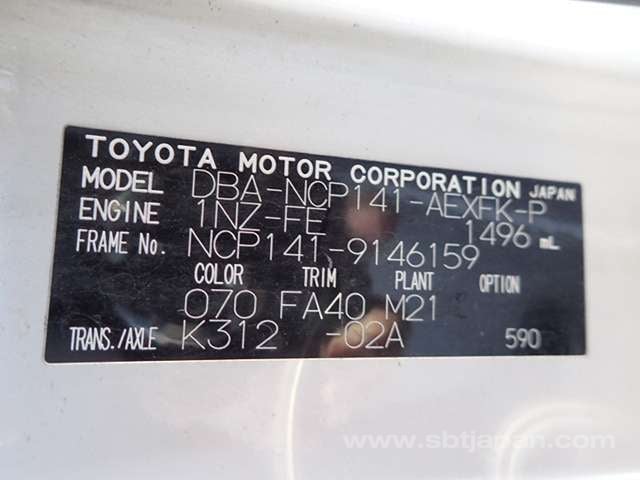 TOYOTA MOTOR CORPORATION JAPAN
MODEL DBA-NCP141-AEXFK-P
ENGINE 1NZ-FE 1496 mL
FRAME No. NCP141-9146159
COLOR TRIM PLANT OPTION
070 FA40 M21
TRANS./AXLE K312 -02A 590
www.sbtjapan.com